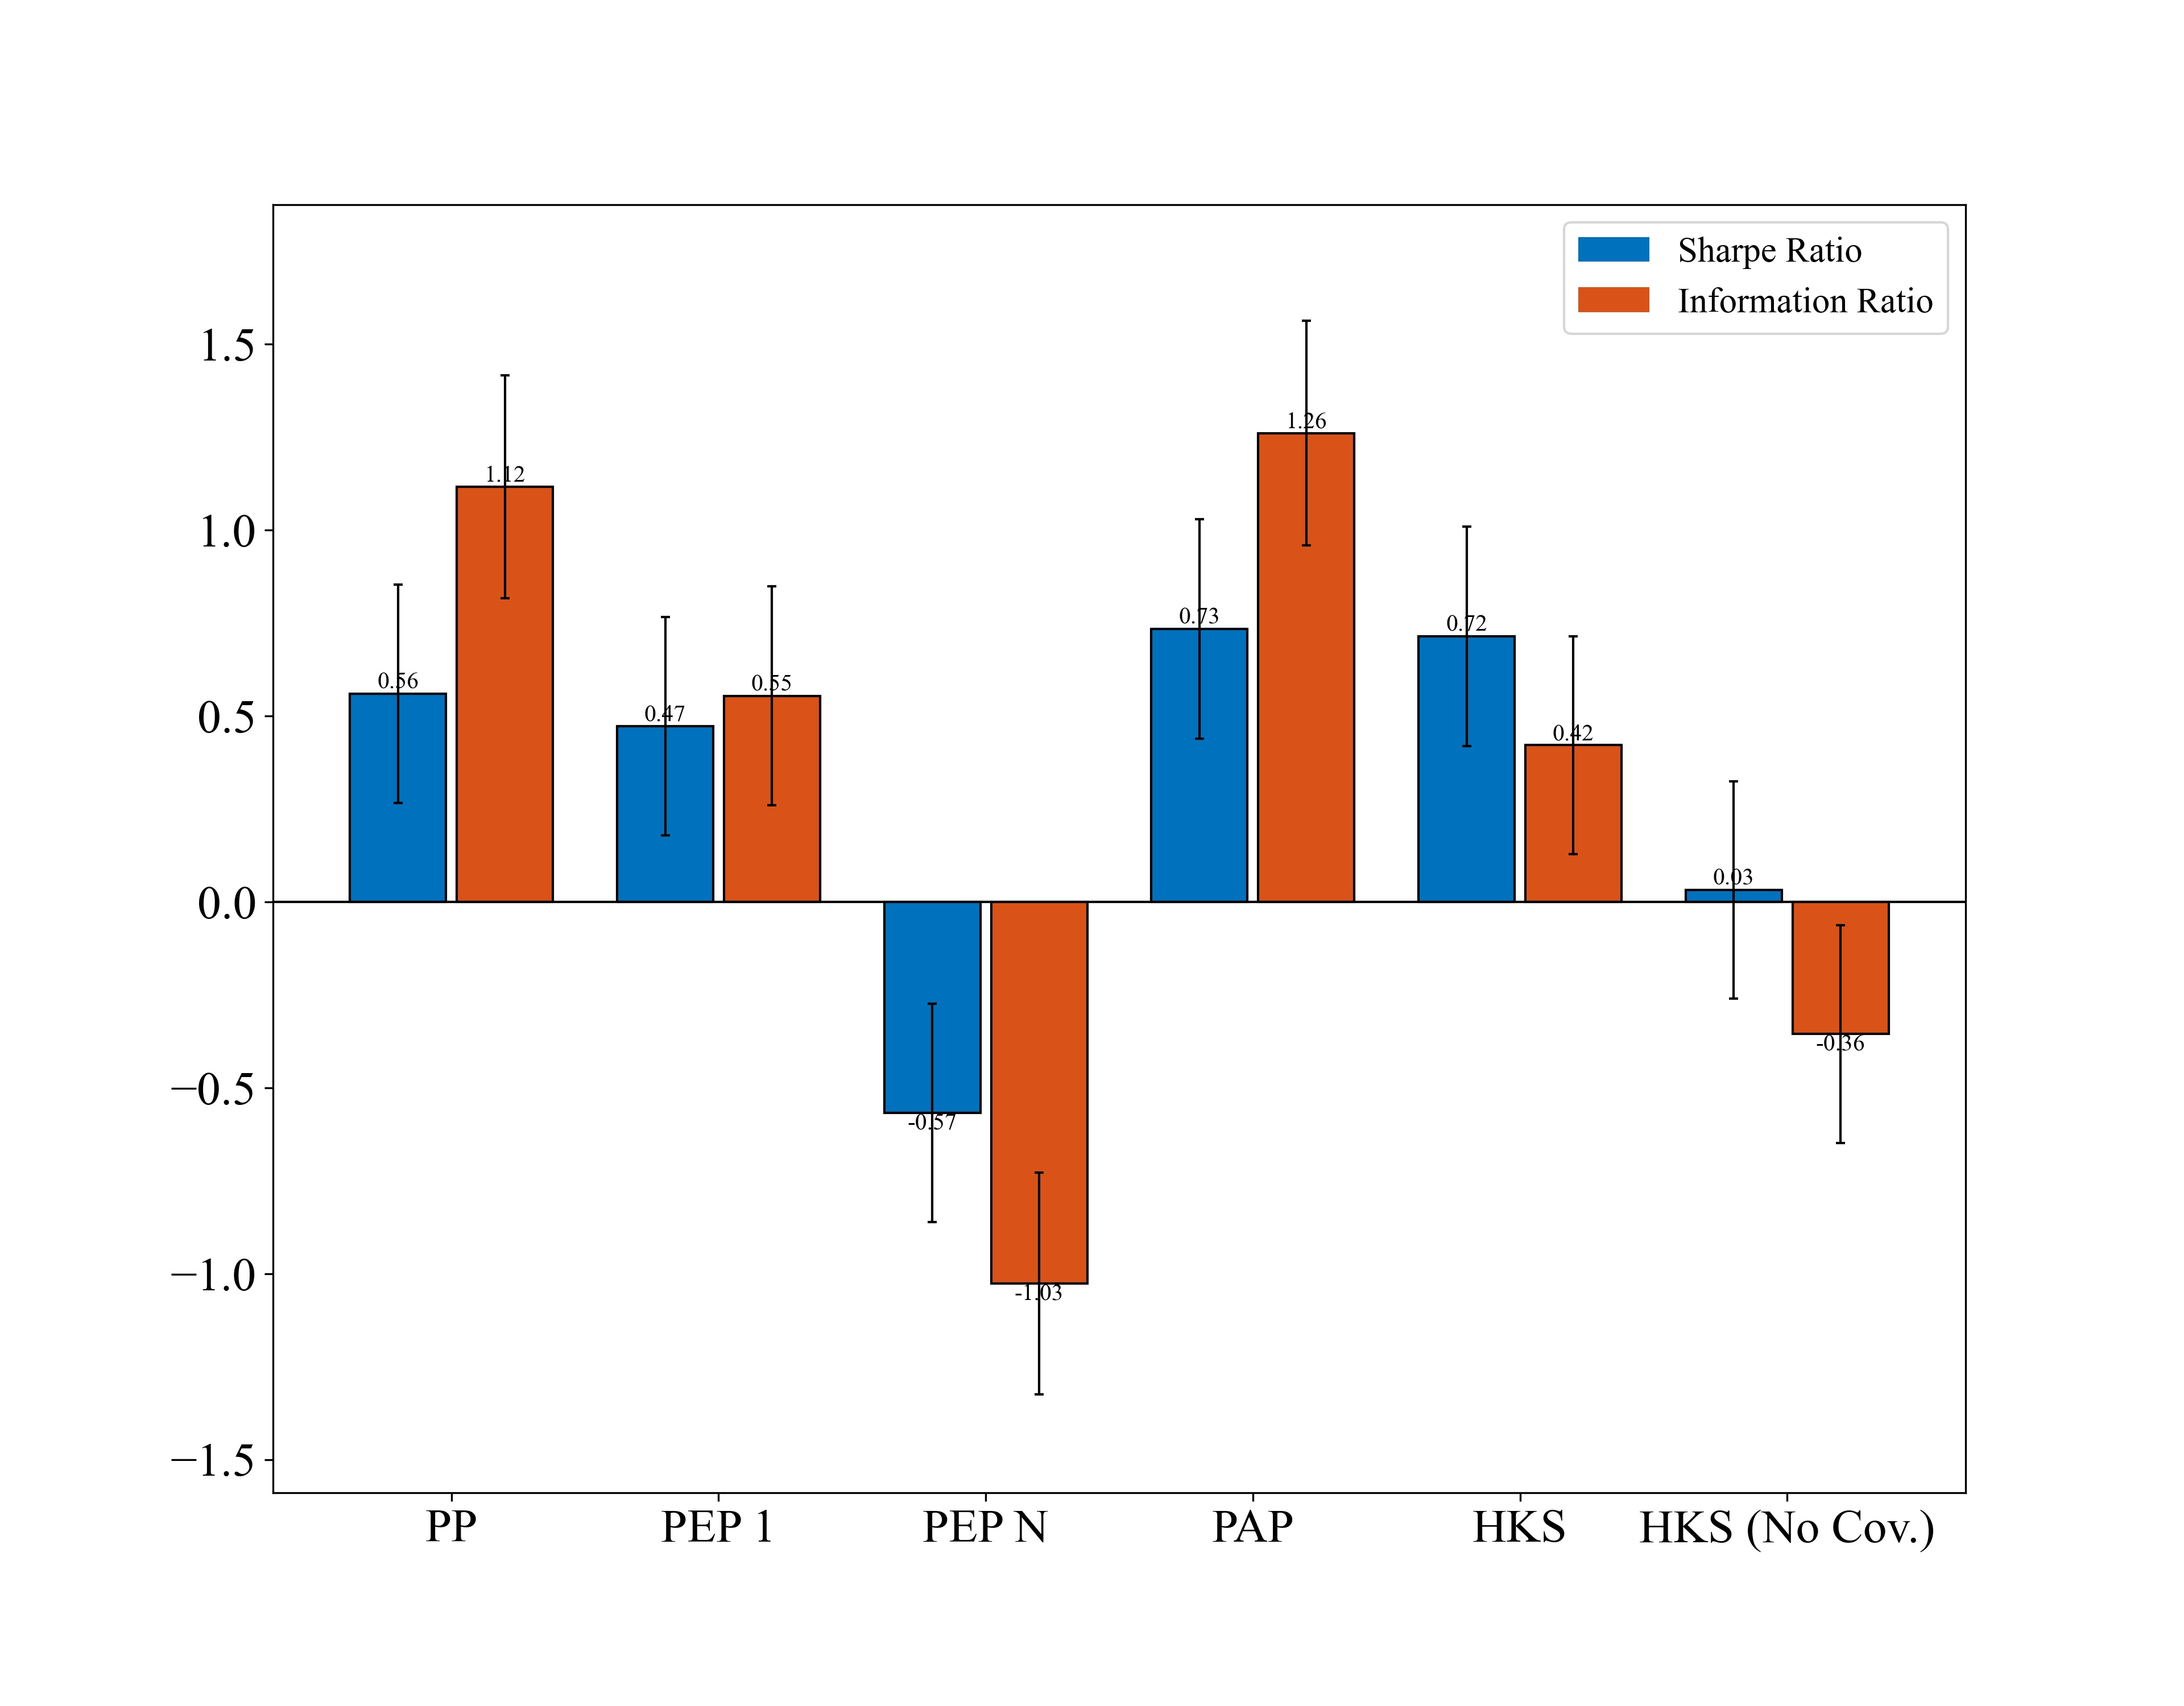 Sharpe Ratio
Information Ratio
1.5
1.0
0.5
0.0
−0.5
−1.0
−1.5
0.56
1.12
0.47
0.55
-0.57
-1.03
0.73
1.26
0.72
0.42
0.03
-0.36
PP
PEP 1
PEP N
PAP
HKS
HKS (No Cov.)